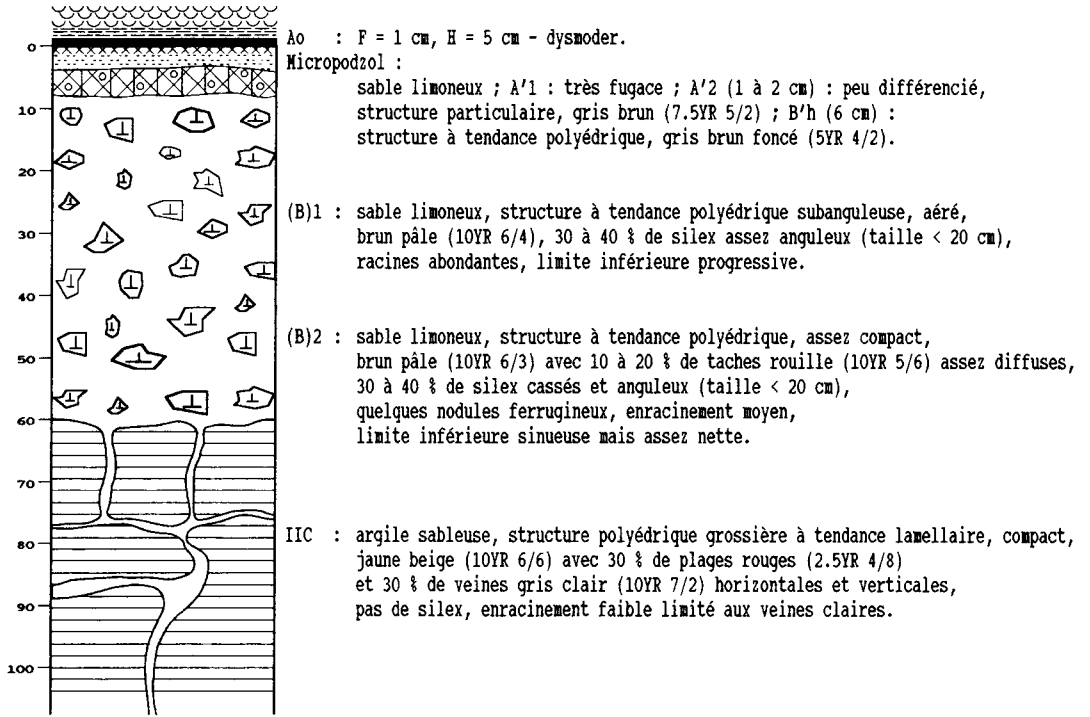 0
10
20
30
40
50
60
70
80
90
100
Ao : F = 1 cm, H = 5 cm - dysmoder.
Micropodzol :
sable limoneux ; A'1 : très fugace ; A'2 (1 à 2 cm) : peu différencié,
structure particulaire, gris brun (7.5YR 5/2) ; B'h (6 cm) :
structure à tendance polyédrique, gris brun foncé (5YR 4/2).
(B)1 : sable limoneux, structure à tendance polyédrique subanguleuse, aéré,
brun pâle (10YR 6/4), 30 à 40 % de silex assez anguleux (taille < 20 cm),
racines abondantes, limite inférieure progressive.
(B)2 : sable limoneux, structure à tendance polyédrique, assez compact,
brun pâle (10YR 6/3) avec 10 à 20 % de taches rouille (10YR 5/6) assez diffuses,
30 à 40 % de silex cassés et anguleux (taille < 20 cm),
quelques nodules ferrugineux, enracinement moyen,
limite inférieure sinueuse mais assez nette.
IIC : argile sableuse, structure polyédrique grossière à tendance lamellaire, compact,
jaune beige (10YR 6/6) avec 30 % de plages rouges (2.5YR 4/8)
et 30 % de veines gris clair (10YR 7/2) horizontales et verticales,
pas de silex, enracinement faible limité aux veines claires.